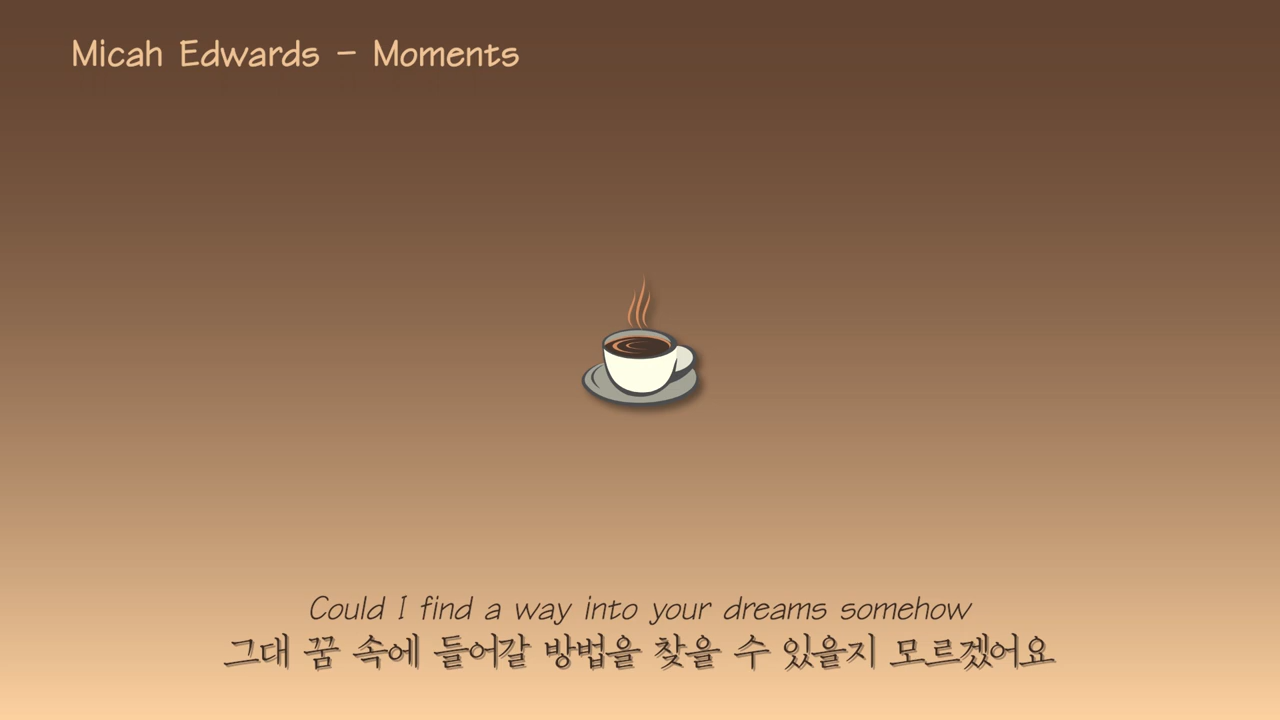 Micah Edwards - Moments
Could I find a way into your dreams somehow
그대 꿈 속에 들어갈 방법을 찾을 수 있을지 모르겠어요